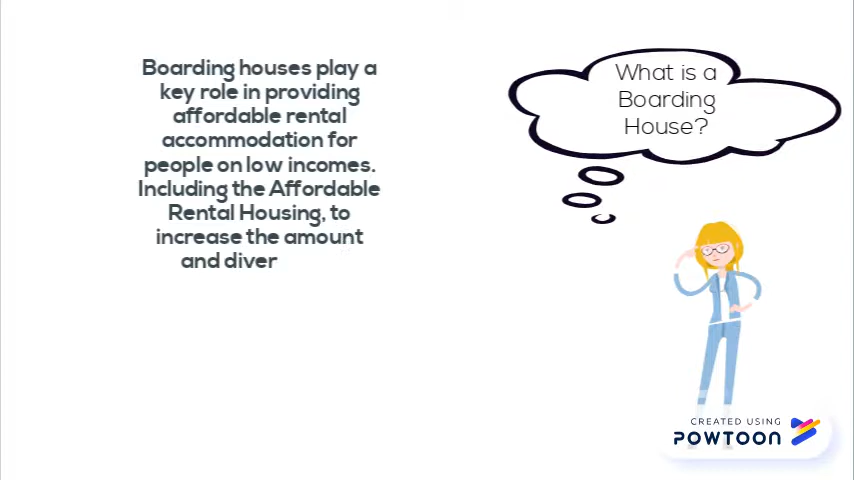 Boarding houses play a
key role in providing
affordable rental
accommodation for
people on low incomes.
Including the Affordable
Rental Housing, to
increase the amount
and diver
What is a
Boarding
House?
CREATED USING
POWTOON